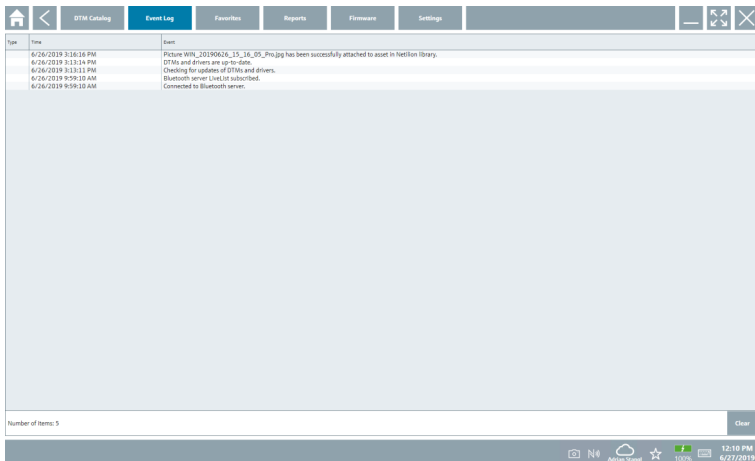 DTM Catalog Event Log Favorites Reports Firmware Settings
Type Time Event
6/26/2019 3:16:16 PM Picture WIN_20190626_15_16_05_Pro.jpg has been successfully attached to asset in Netilion library.
6/26/2019 3:13:14 PM DTMs and drivers are up-to-date.
6/26/2019 3:13:11 PM Checking for updates of DTMs and drivers.
6/26/2019 9:59:10 AM Bluetooth server LiveList subscribed.
6/26/2019 9:59:10 AM Connected to Bluetooth server.
Number of Items: 5
Clear
100%
12:10 PM
6/27/2019